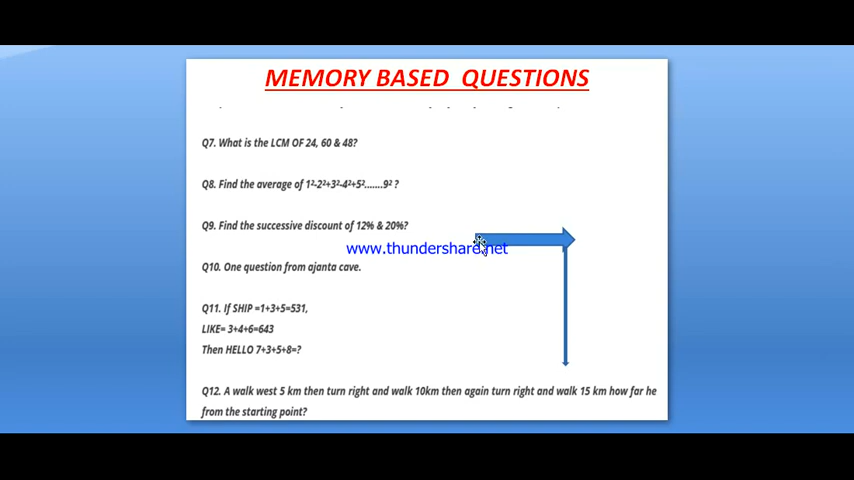 MEMORY BASED QUESTIONS
Q7. What is the LCM OF 24, 60 & 48?
Q8. Find the average of 1²-2²+3²-4²+5².......9² ?
Q9. Find the successive discount of 12% & 20%?
www.thundershare.net
Q10. One question from ajanta cave.
Q11. If SHIP =1+3+5=531,
LIKE= 3+4+6=643
Then HELLO 7+3+5+8=?
Q12. A walk west 5 km then turn right and walk 10km then again turn right and walk 15 km how far he
from the starting point?